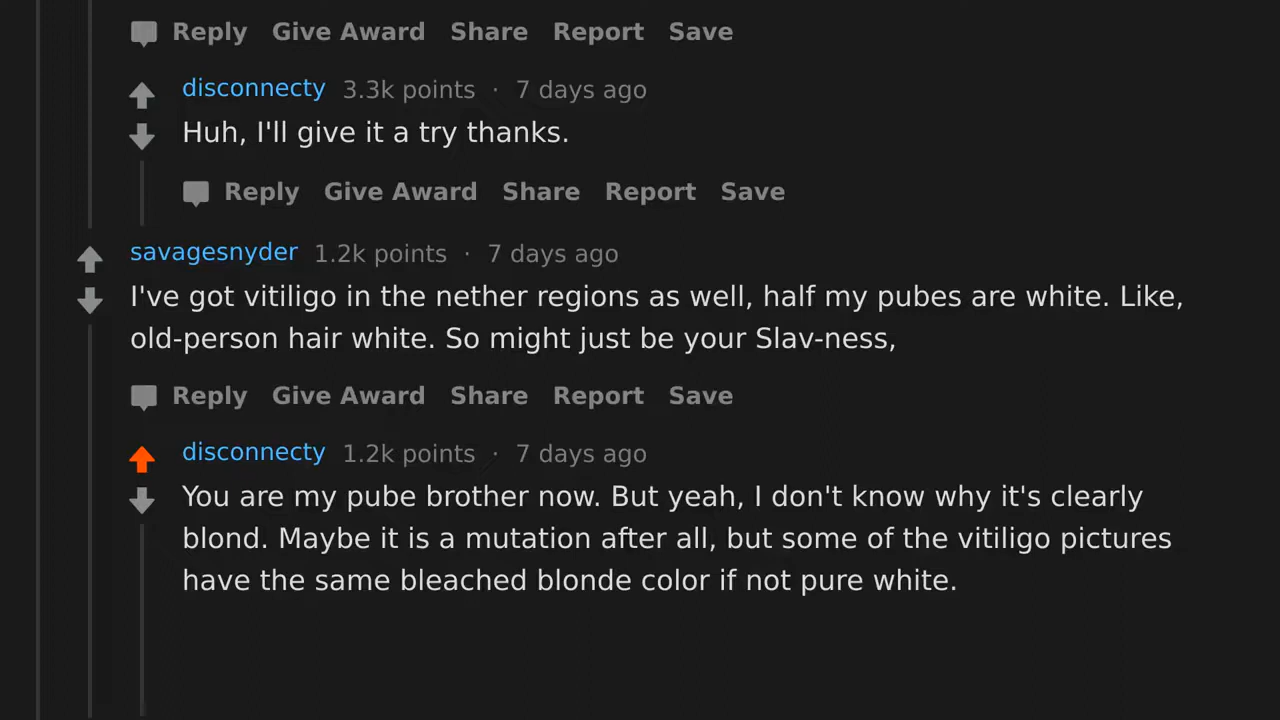 Reply Give Award Share Report Save
disconnecty 3.3k points · 7 days ago
Huh, I'll give it a try thanks.
Reply Give Award Share Report Save
savagesnyder 1.2k points · 7 days ago
I've got vitiligo in the nether regions as well, half my pubes are white. Like,
old-person hair white. So might just be your Slav-ness,
Reply Give Award Share Report Save
disconnecty 1.2k points · 7 days ago
You are my pube brother now. But yeah, I don't know why it's clearly
blond. Maybe it is a mutation after all, but some of the vitiligo pictures
have the same bleached blonde color if not pure white.